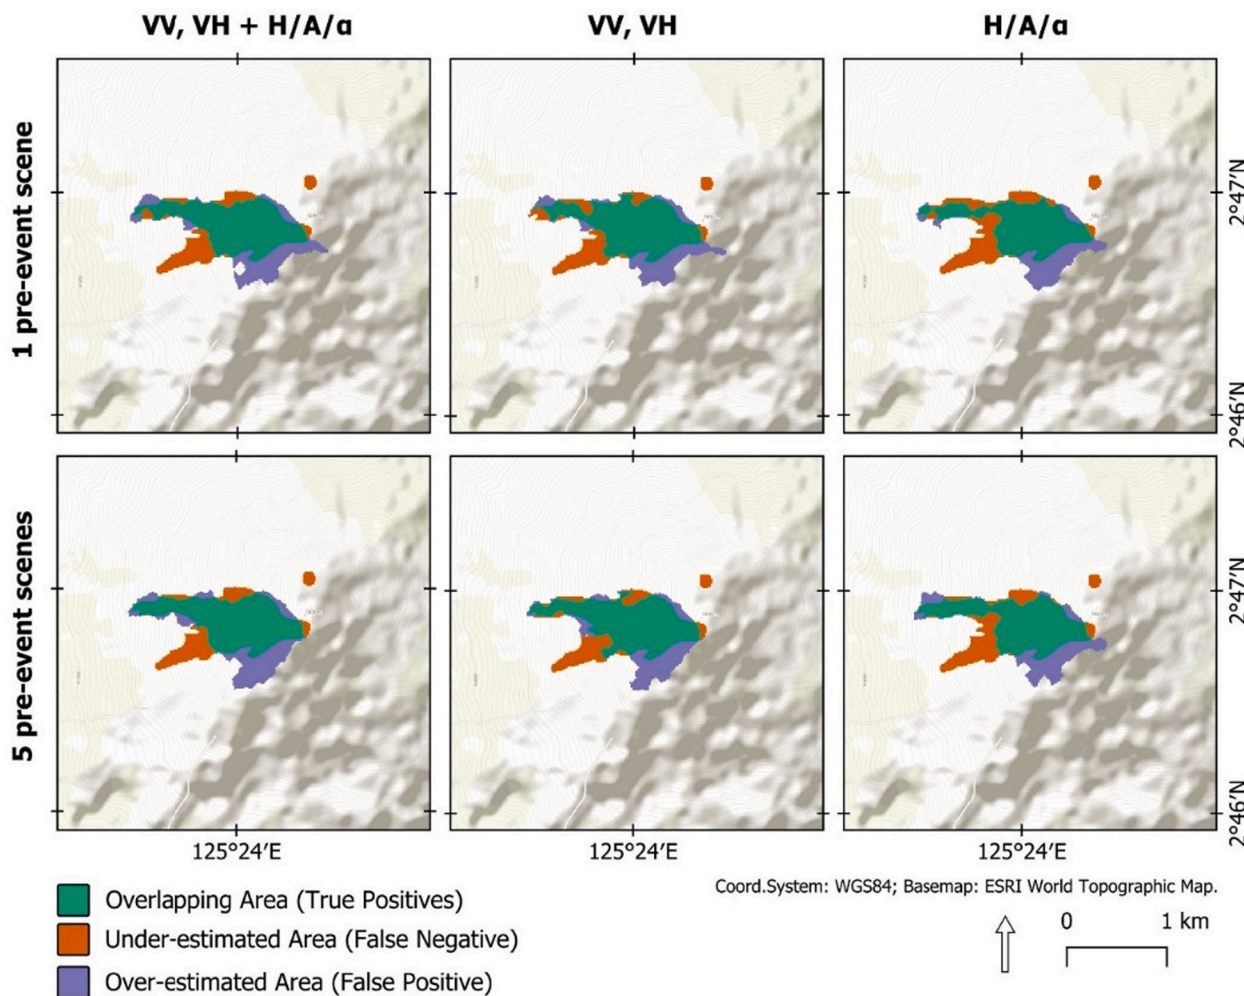 VV, VH + H/A/α
VV, VH
H/A/α
1 pre-event scene
2°47'N
2°46'N
5 pre-event scenes
2°47'N
2°46'N
125°24'E
125°24'E
125°24'E
Overlapping Area (True Positives)
Under-estimated Area (False Negative)
Over-estimated Area (False Positive)
Coord.System: WGS84; Basemap: ESRI World Topographic Map.
0 1 km